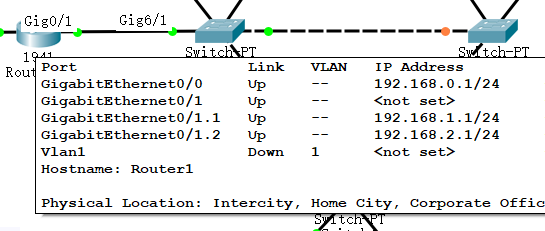 Gig0/1
Gig6/1
Switch-PT
Switch-PT
1941
Rout
Port Link VLAN IP Address
GigabitEthernet0/0 Up -- 192.168.0.1/24
GigabitEthernet0/1 Up -- <not set>
GigabitEthernet0/1.1 Up -- 192.168.1.1/24
GigabitEthernet0/1.2 Up -- 192.168.2.1/24
Vlan1 Down 1 <not set>
Hostname: Router1
Physical Location: Intercity, Home City, Corporate Offic
Switch-PT